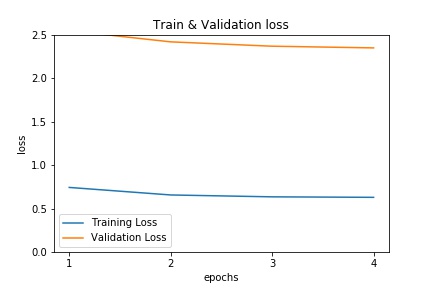 Train & Validation loss
2.5
2.0
1.5
1.0
0.5
0.0
loss
Training Loss
Validation Loss
1 2 3 4
epochs